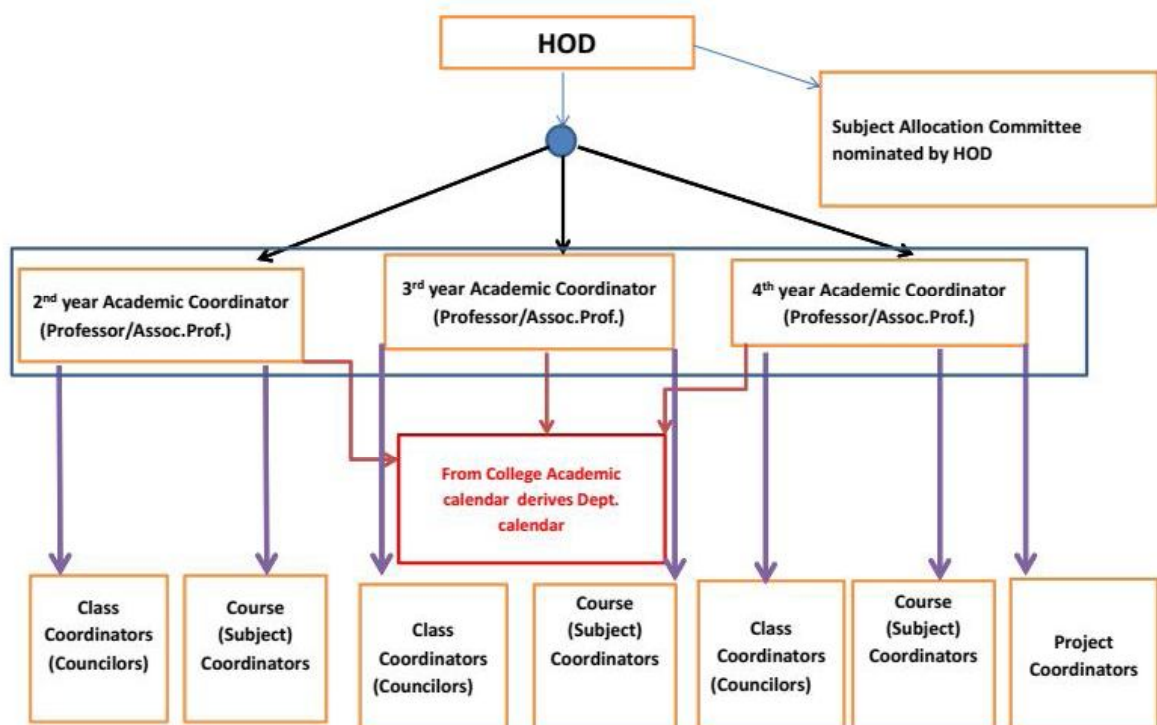 HOD
Subject Allocation Committee
nominated by HOD
2nd year Academic Coordinator
(Professor/Assoc.Prof.)
3rd year Academic Coordinator
(Professor/Assoc.Prof.)
4th year Academic Coordinator
(Professor/Assoc.Prof.)
From College Academic
calendar derives Dept.
calendar
Class
Coordinators
(Councilors)
Course
(Subject)
Coordinators
Class
Coordinators
(Councilors)
Course
(Subject)
Coordinators
Class
Coordinators
(Councilors)
Course
(Subject)
Coordinators
Project
Coordinators